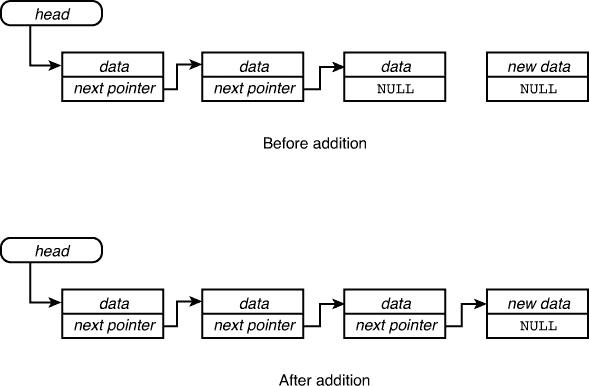 head
data data data new data
next pointer next pointer NULL NULL
Before addition
head
data data data new data
next pointer next pointer next pointer NULL
After addition